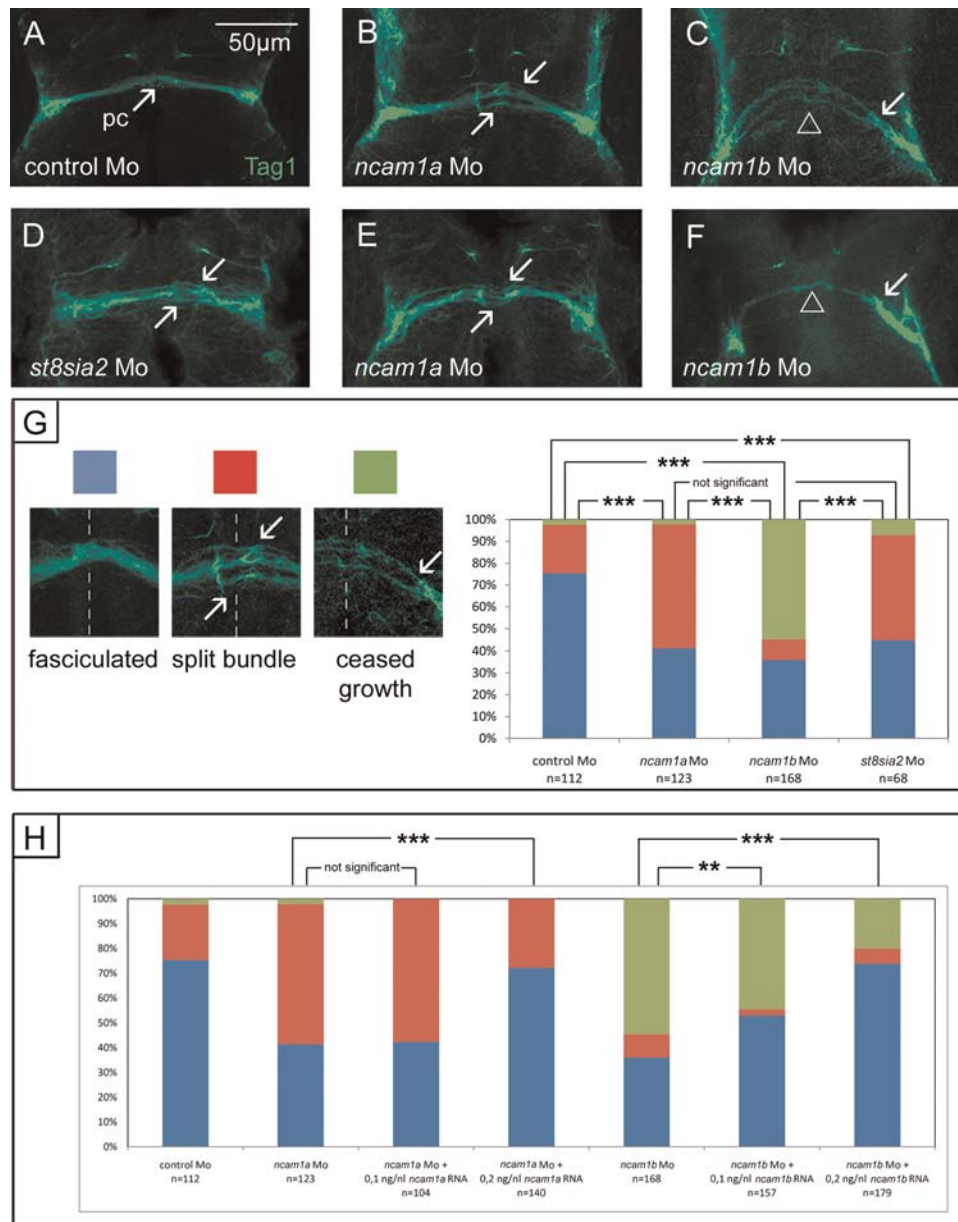 A
50µm
pc
control Mo
Tag1
B
ncam1a Mo
C
ncam1b Mo
D
st8sia2 Mo
E
ncam1a Mo
F
ncam1b Mo
G
fasciculated
split bundle
ceased
growth
***
***
not significant
*** *** ***
100%
90%
80%
70%
60%
50%
40%
30%
20%
10%
0%
control Mo
n=112
ncam1a Mo
n=123
ncam1b Mo
n=168
st8sia2 Mo
n=68
H
*** ***
not significant **
100%
90%
80%
70%
60%
50%
40%
30%
20%
10%
0%
control Mo
n=112
ncam1a Mo
n=123
ncam1a Mo +
0,1 ng/nl ncam1a RNA
n=104
ncam1a Mo +
0,2 ng/nl ncam1a RNA
n=140
ncam1b Mo
n=168
ncam1b Mo +
0,1 ng/nl ncam1b RNA
n=157
ncam1b Mo +
0,2 ng/nl ncam1b RNA
n=179